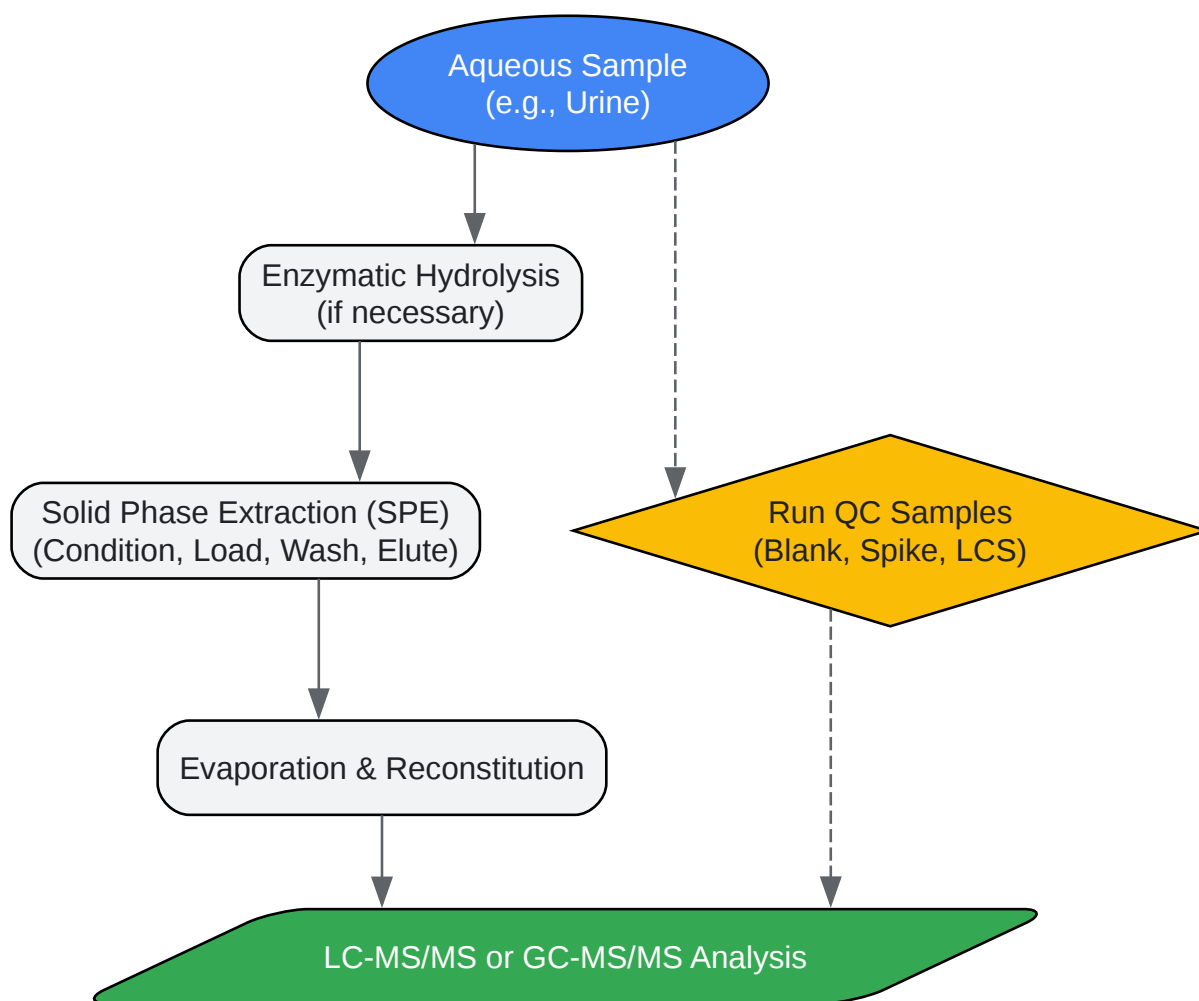 Aqueous Sample
(e.g., Urine)
Enzymatic Hydrolysis
(if necessary)
Solid Phase Extraction (SPE)
(Condition, Load, Wash, Elute)
Run QC Samples
(Blank, Spike, LCS)
Evaporation & Reconstitution
LC-MS/MS or GC-MS/MS Analysis